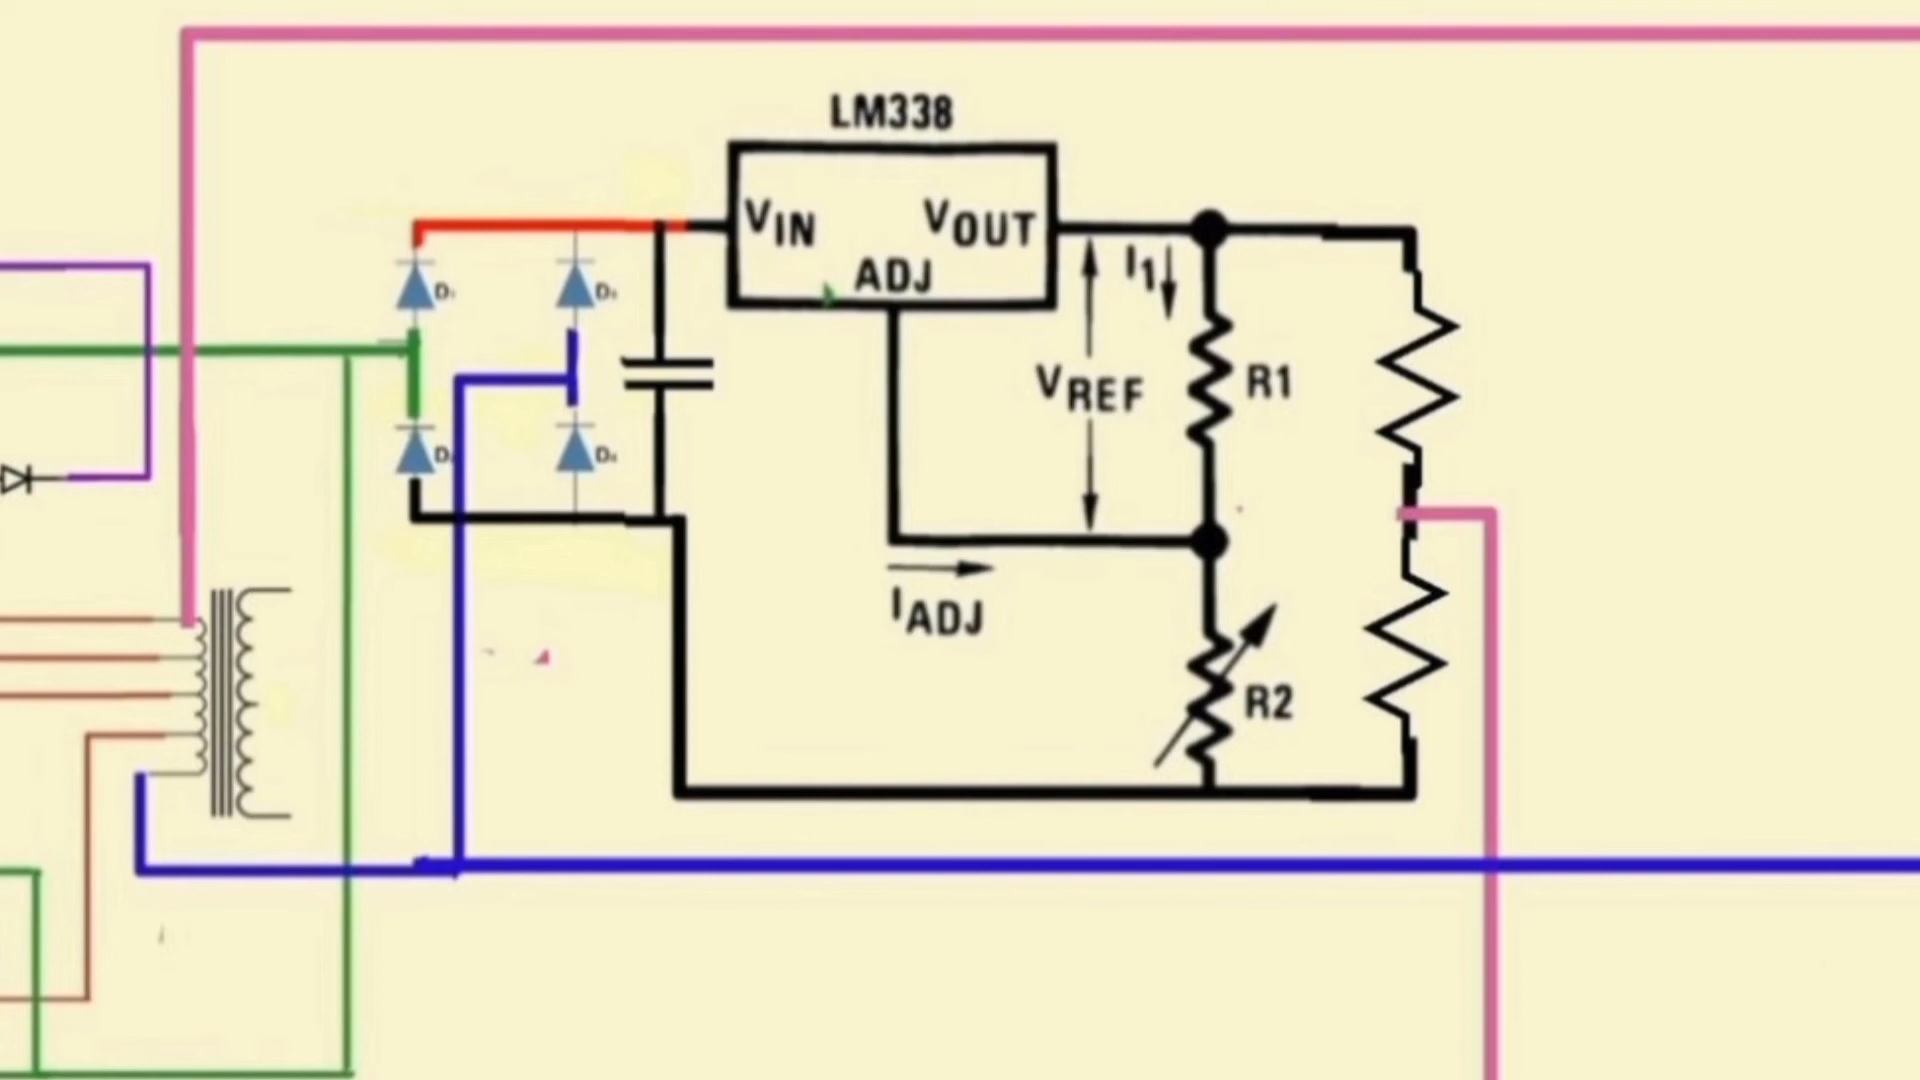 LM338
VIN
VOUT
ADJ
I1
VREF
R1
IADJ
R2